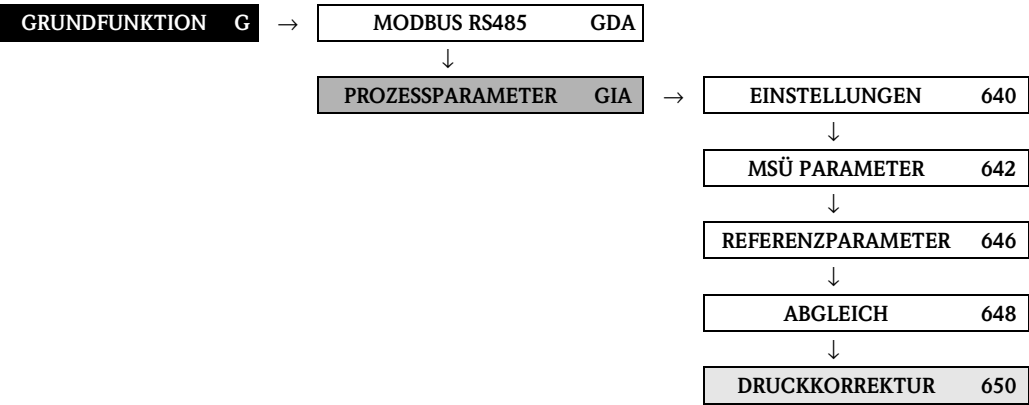 GRUNDFUNKTION G → MODBUS RS485 GDA
↓
PROZESSPARAMETER GIA → EINSTELLUNGEN 640
↓
MSÜ PARAMETER 642
↓
REFERENZPARAMETER 646
↓
ABGLEICH 648
↓
DRUCKKORREKTUR 650